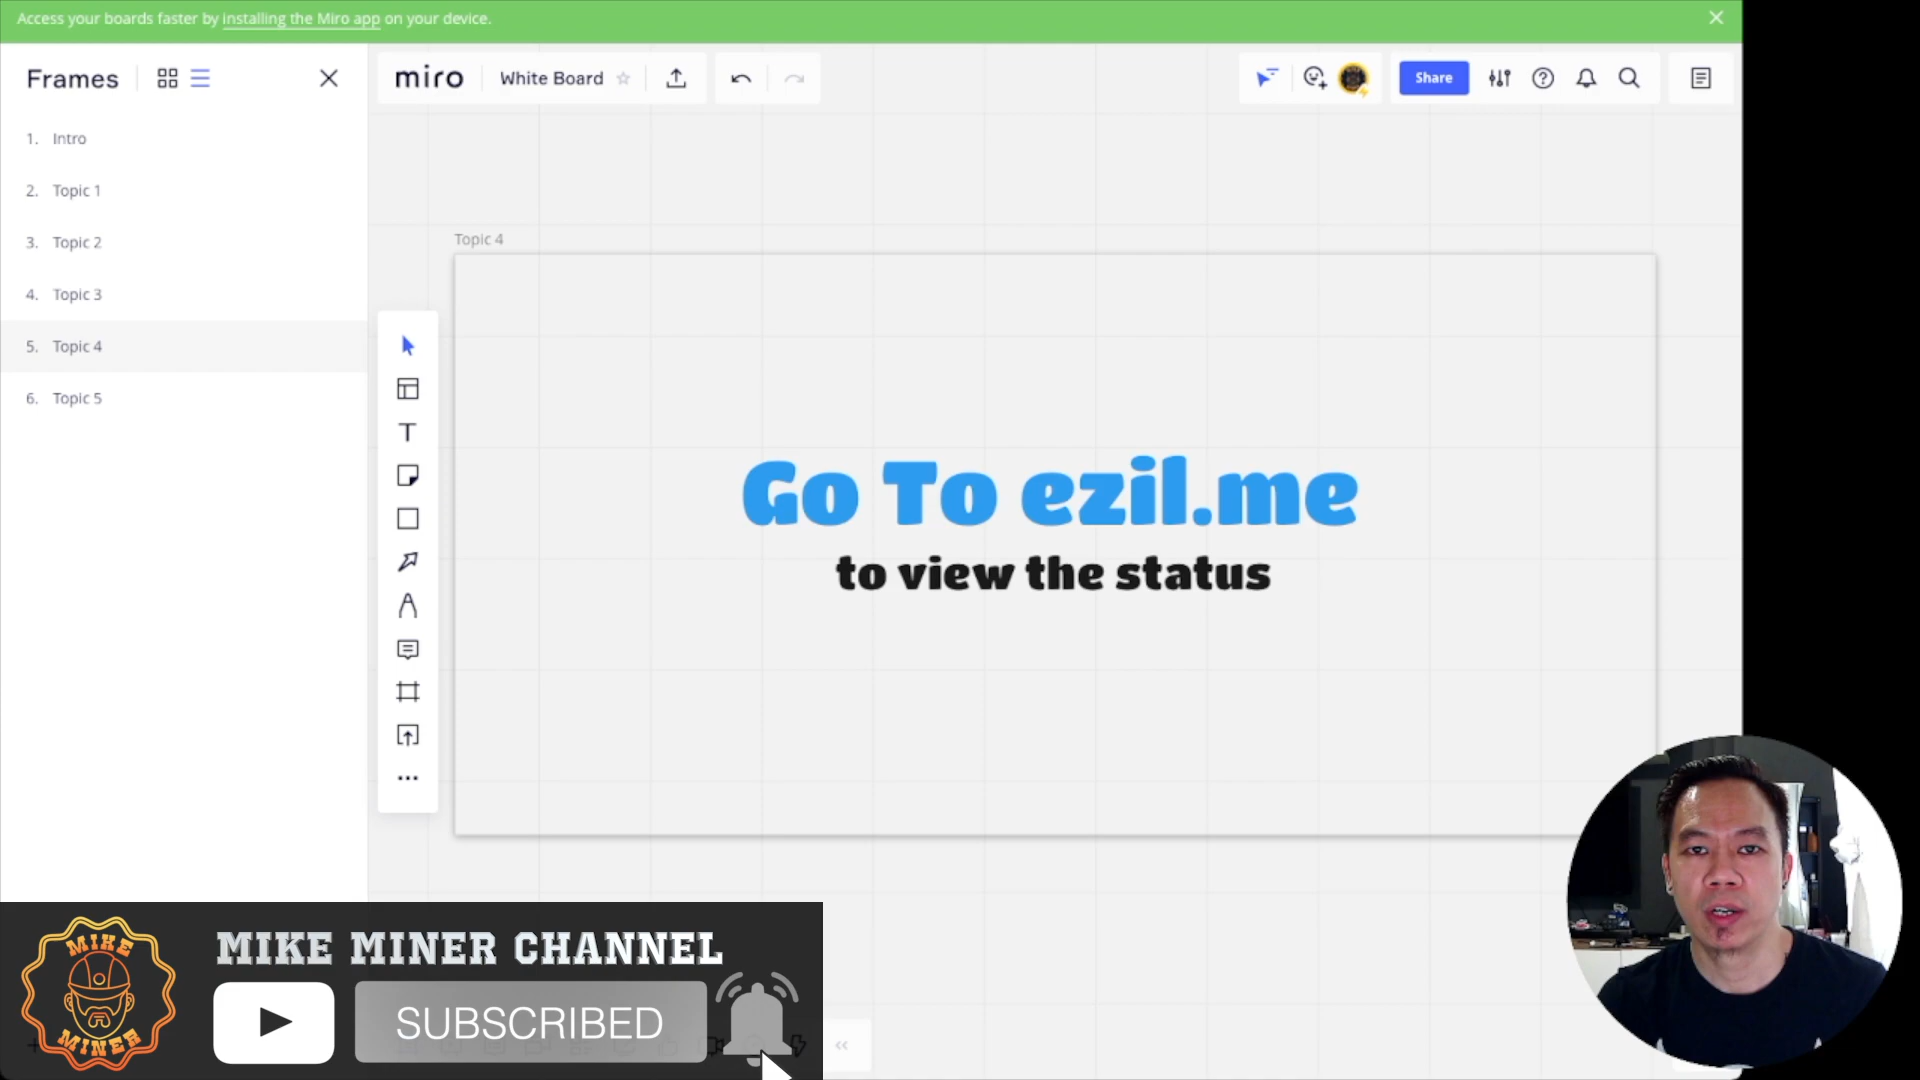 Access your boards faster by installing the Miro app on your device.
Frames
miro
White Board
Share
1. Intro
2. Topic 1
3. Topic 2
4. Topic 3
5. Topic 4
6. Topic 5
Topic 4
Go To ezil.me
to view the status
MIKE MINER CHANNEL
MIKE
MINER
SUBSCRIBED